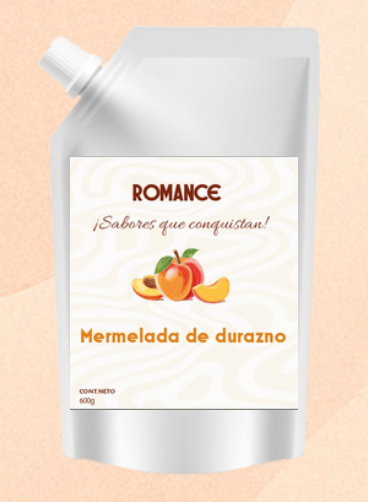 ROMANCE
¡Sabores que conquistan!
Mermelada de durazno
CONT.NETO
600g